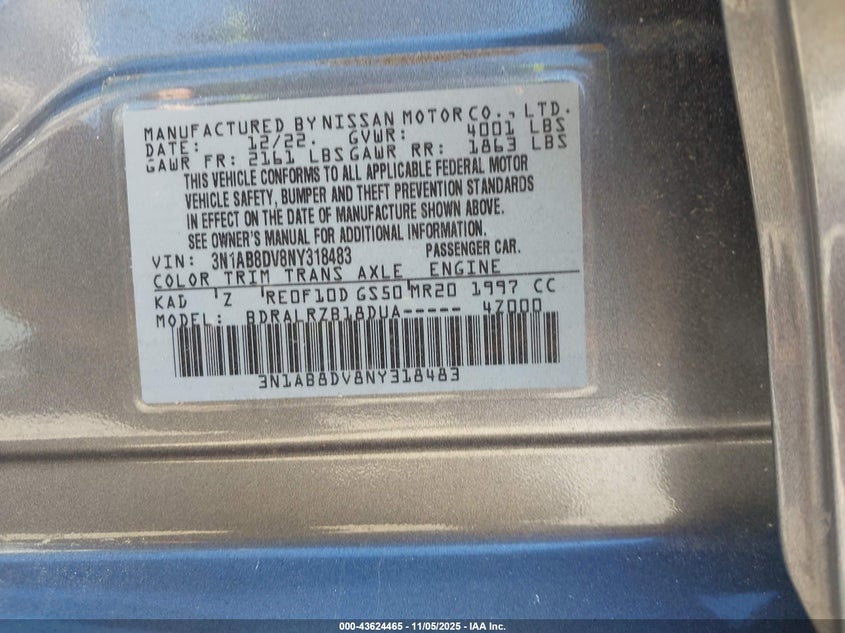 MANUFACTURED BY NISSAN MOTOR CO., LTD.
DATE: 12/22. GVWR: 4001 LBS
GAWR FR: 2161 LBS GAWR RR: 1863 LBS
THIS VEHICLE CONFORMS TO ALL APPLICABLE FEDERAL MOTOR
VEHICLE SAFETY, BUMPER AND THEFT PREVENTION STANDARDS
IN EFFECT ON THE DATE OF MANUFACTURE SHOWN ABOVE.
SEE OWNER'S MANUAL FOR ADDITIONAL INFORMATION.
VIN: 3N1AB8DV8NY318483 PASSENGER CAR.
COLOR TRIM TRANS AXLE ENGINE
KAD Z RE0F10D GS50 MR20 1997 CC
MODEL: BDRALRZB18DUA----- 4Z000
3N1AB8DV8NY318483
000-43624465 - 11/05/2025 - IAA Inc.